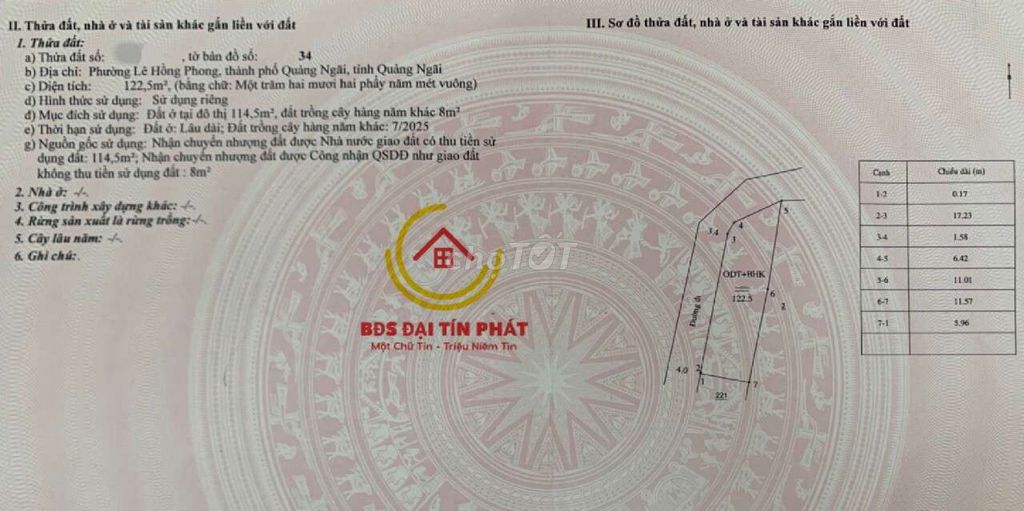 II. Thửa đất, nhà ở và tài sản khác gắn liền với đất
1. Thửa đất:
a) Thửa đất số: , tờ bản đồ số: 34
b) Địa chỉ: Phường Lê Hồng Phong, thành phố Quảng Ngãi, tỉnh Quảng Ngãi
c) Diện tích: 122,5m², (bằng chữ: Một trăm hai mươi hai phẩy năm mét vuông)
d) Hình thức sử dụng: Sử dụng riêng
đ) Mục đích sử dụng: Đất ở tại đô thị 114,5m², đất trồng cây hàng năm khác 8m²
e) Thời hạn sử dụng: Đất ở: Lâu dài; Đất trồng cây hàng năm khác: 7/2025
g) Nguồn gốc sử dụng: Nhận chuyển nhượng đất được Nhà nước giao đất có thu tiền sử
dụng đất: 114,5m²; Nhận chuyển nhượng đất được Công nhận QSDĐ như giao đất
không thu tiền sử dụng đất : 8m²
2. Nhà ở: -/-.
3. Công trình xây dựng khác: -/-.
4. Rừng sản xuất là rừng trồng: -/-.
5. Cây lâu năm: -/-.
6. Ghi chú:.
Chợ TỐT
BĐS ĐẠI TÍN PHÁT
Một Chữ Tín - Triệu Niềm Tin
III. Sơ đồ thửa đất, nhà ở và tài sản khác gắn liền với đất
5
3,4 4
3
ODT+BHK
122.5
6
2
Đường đi
4.0 2
1 7
221
Cạnh Chiều dài (m)
1-2 0.17
2-3 17.23
3-4 1.58
4-5 6.42
5-6 11.01
6-7 11.57
7-1 5.96